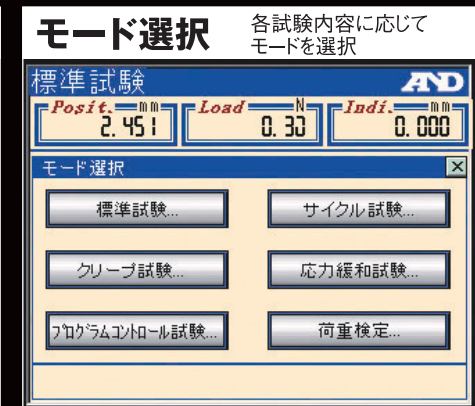 モード選択
各試験内容に応じて
モードを選択
標準試験
AND
Posit. mm
2.451
Load N
0.30
Indi. mm
0.000
モード選択
標準試験...
サイクル試験...
クリープ試験...
応力緩和試験...
プログラムコントロール試験...
荷重検定...